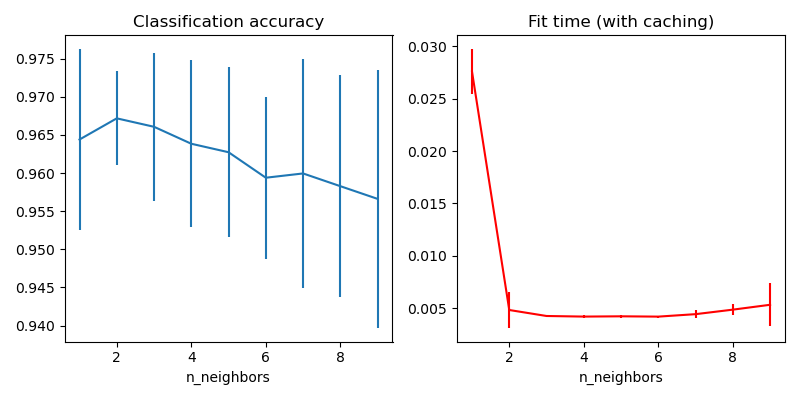 Classification accuracy
0.975
0.970
0.965
0.960
0.955
0.950
0.945
0.940
2 4 6 8
n_neighbors
Fit time (with caching)
0.030
0.025
0.020
0.015
0.010
0.005
2 4 6 8
n_neighbors